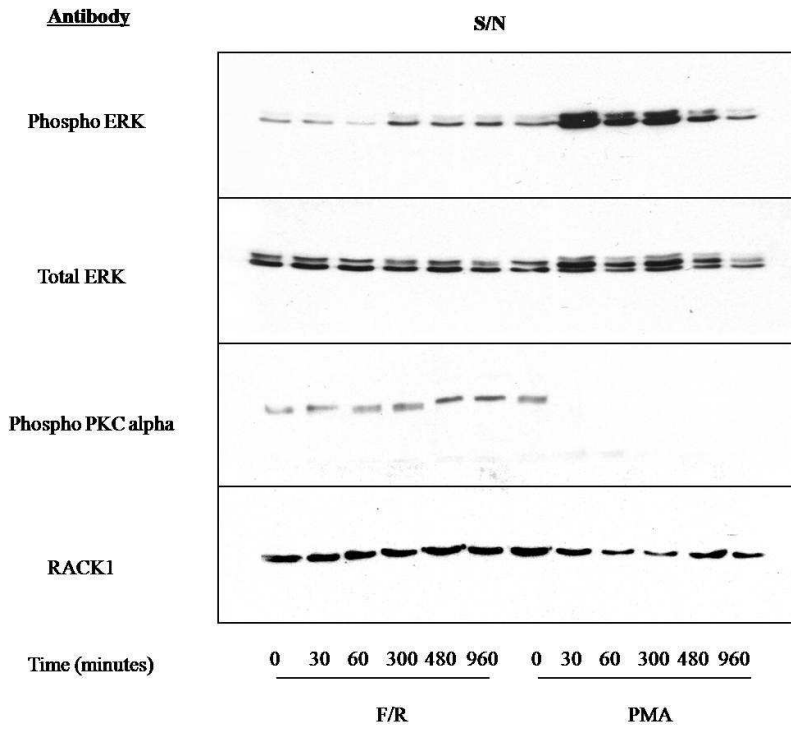 Antibody
S/N
Phospho ERK
Total ERK
Phospho PKC alpha
RACK1
Time (minutes) 0 30 60 300 480 960 0 30 60 300 480 960
F/R PMA